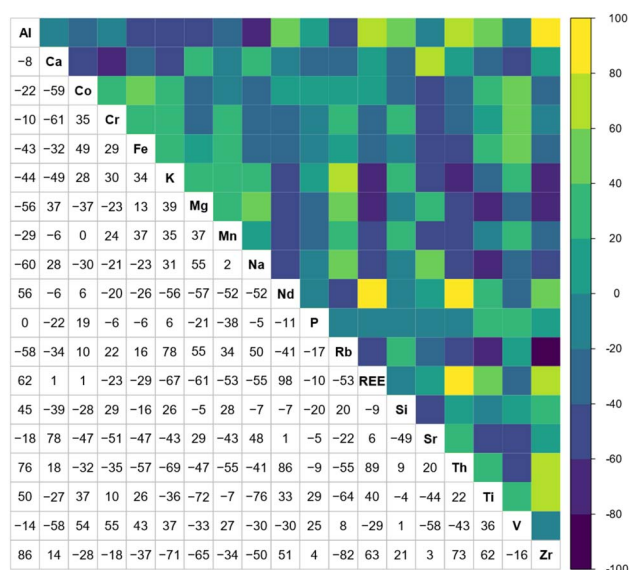 Al
−8 Ca
−22 −59 Co
−10 −61 35 Cr
−43 −32 49 29 Fe
−44 −49 28 30 34 K
−56 37 −37 −23 13 39 Mg
−29 −6 0 24 37 35 37 Mn
−60 28 −30 −21 −23 31 55 2 Na
56 −6 6 −20 −26 −56 −57 −52 −52 Nd
0 −22 19 −6 −6 6 −21 −38 −5 −11 P
−58 −34 10 22 16 78 55 34 50 −41 −17 Rb
62 1 1 −23 −29 −67 −61 −53 −55 98 −10 −53 REE
45 −39 −28 29 −16 26 −5 28 −7 −7 −20 20 −9 Si
−18 78 −47 −51 −47 −43 29 −43 48 1 −5 −22 6 −49 Sr
76 18 −32 −35 −57 −69 −47 −55 −41 86 −9 −55 89 9 20 Th
50 −27 37 10 26 −36 −72 −7 −76 33 29 −64 40 −4 −44 22 Ti
−14 −58 54 55 43 37 −33 27 −30 −30 25 8 −29 1 −58 −43 36 V
86 14 −28 −18 −37 −71 −65 −34 −50 51 4 −82 63 21 3 73 62 −16 Zr
100
80
60
40
20
0
-20
-40
-60
-80
-100